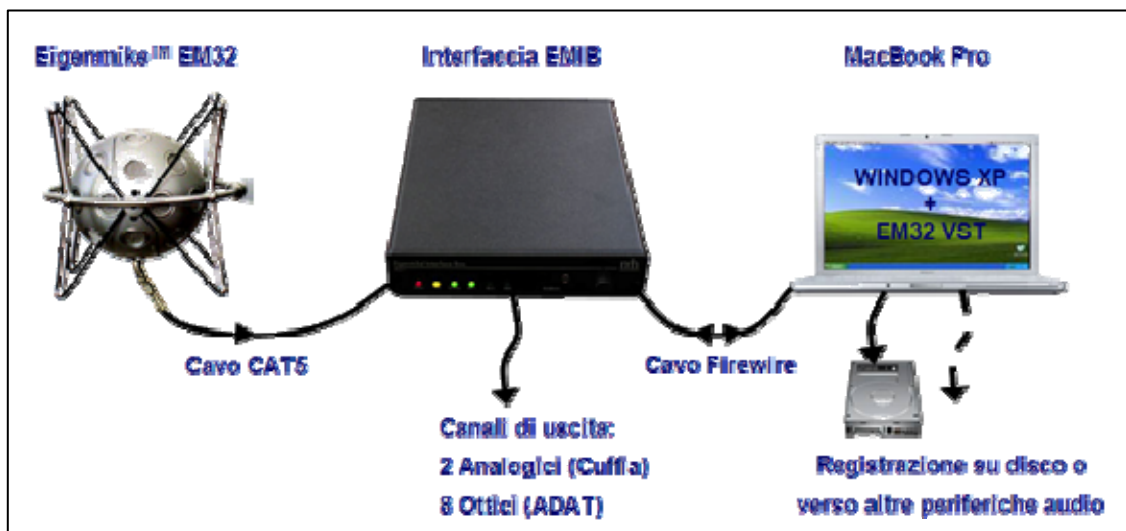 Eigenmike™ EM32
Interfaccia EMIB
MacBook Pro
WINDOWS XP
+
EM32 VST
Cavo CAT5
Cavo Firewire
Canali di uscita:
2 Analogici (Cuffia)
8 Ottici (ADAT)
Registrazione su disco o
verso altre periferiche audio